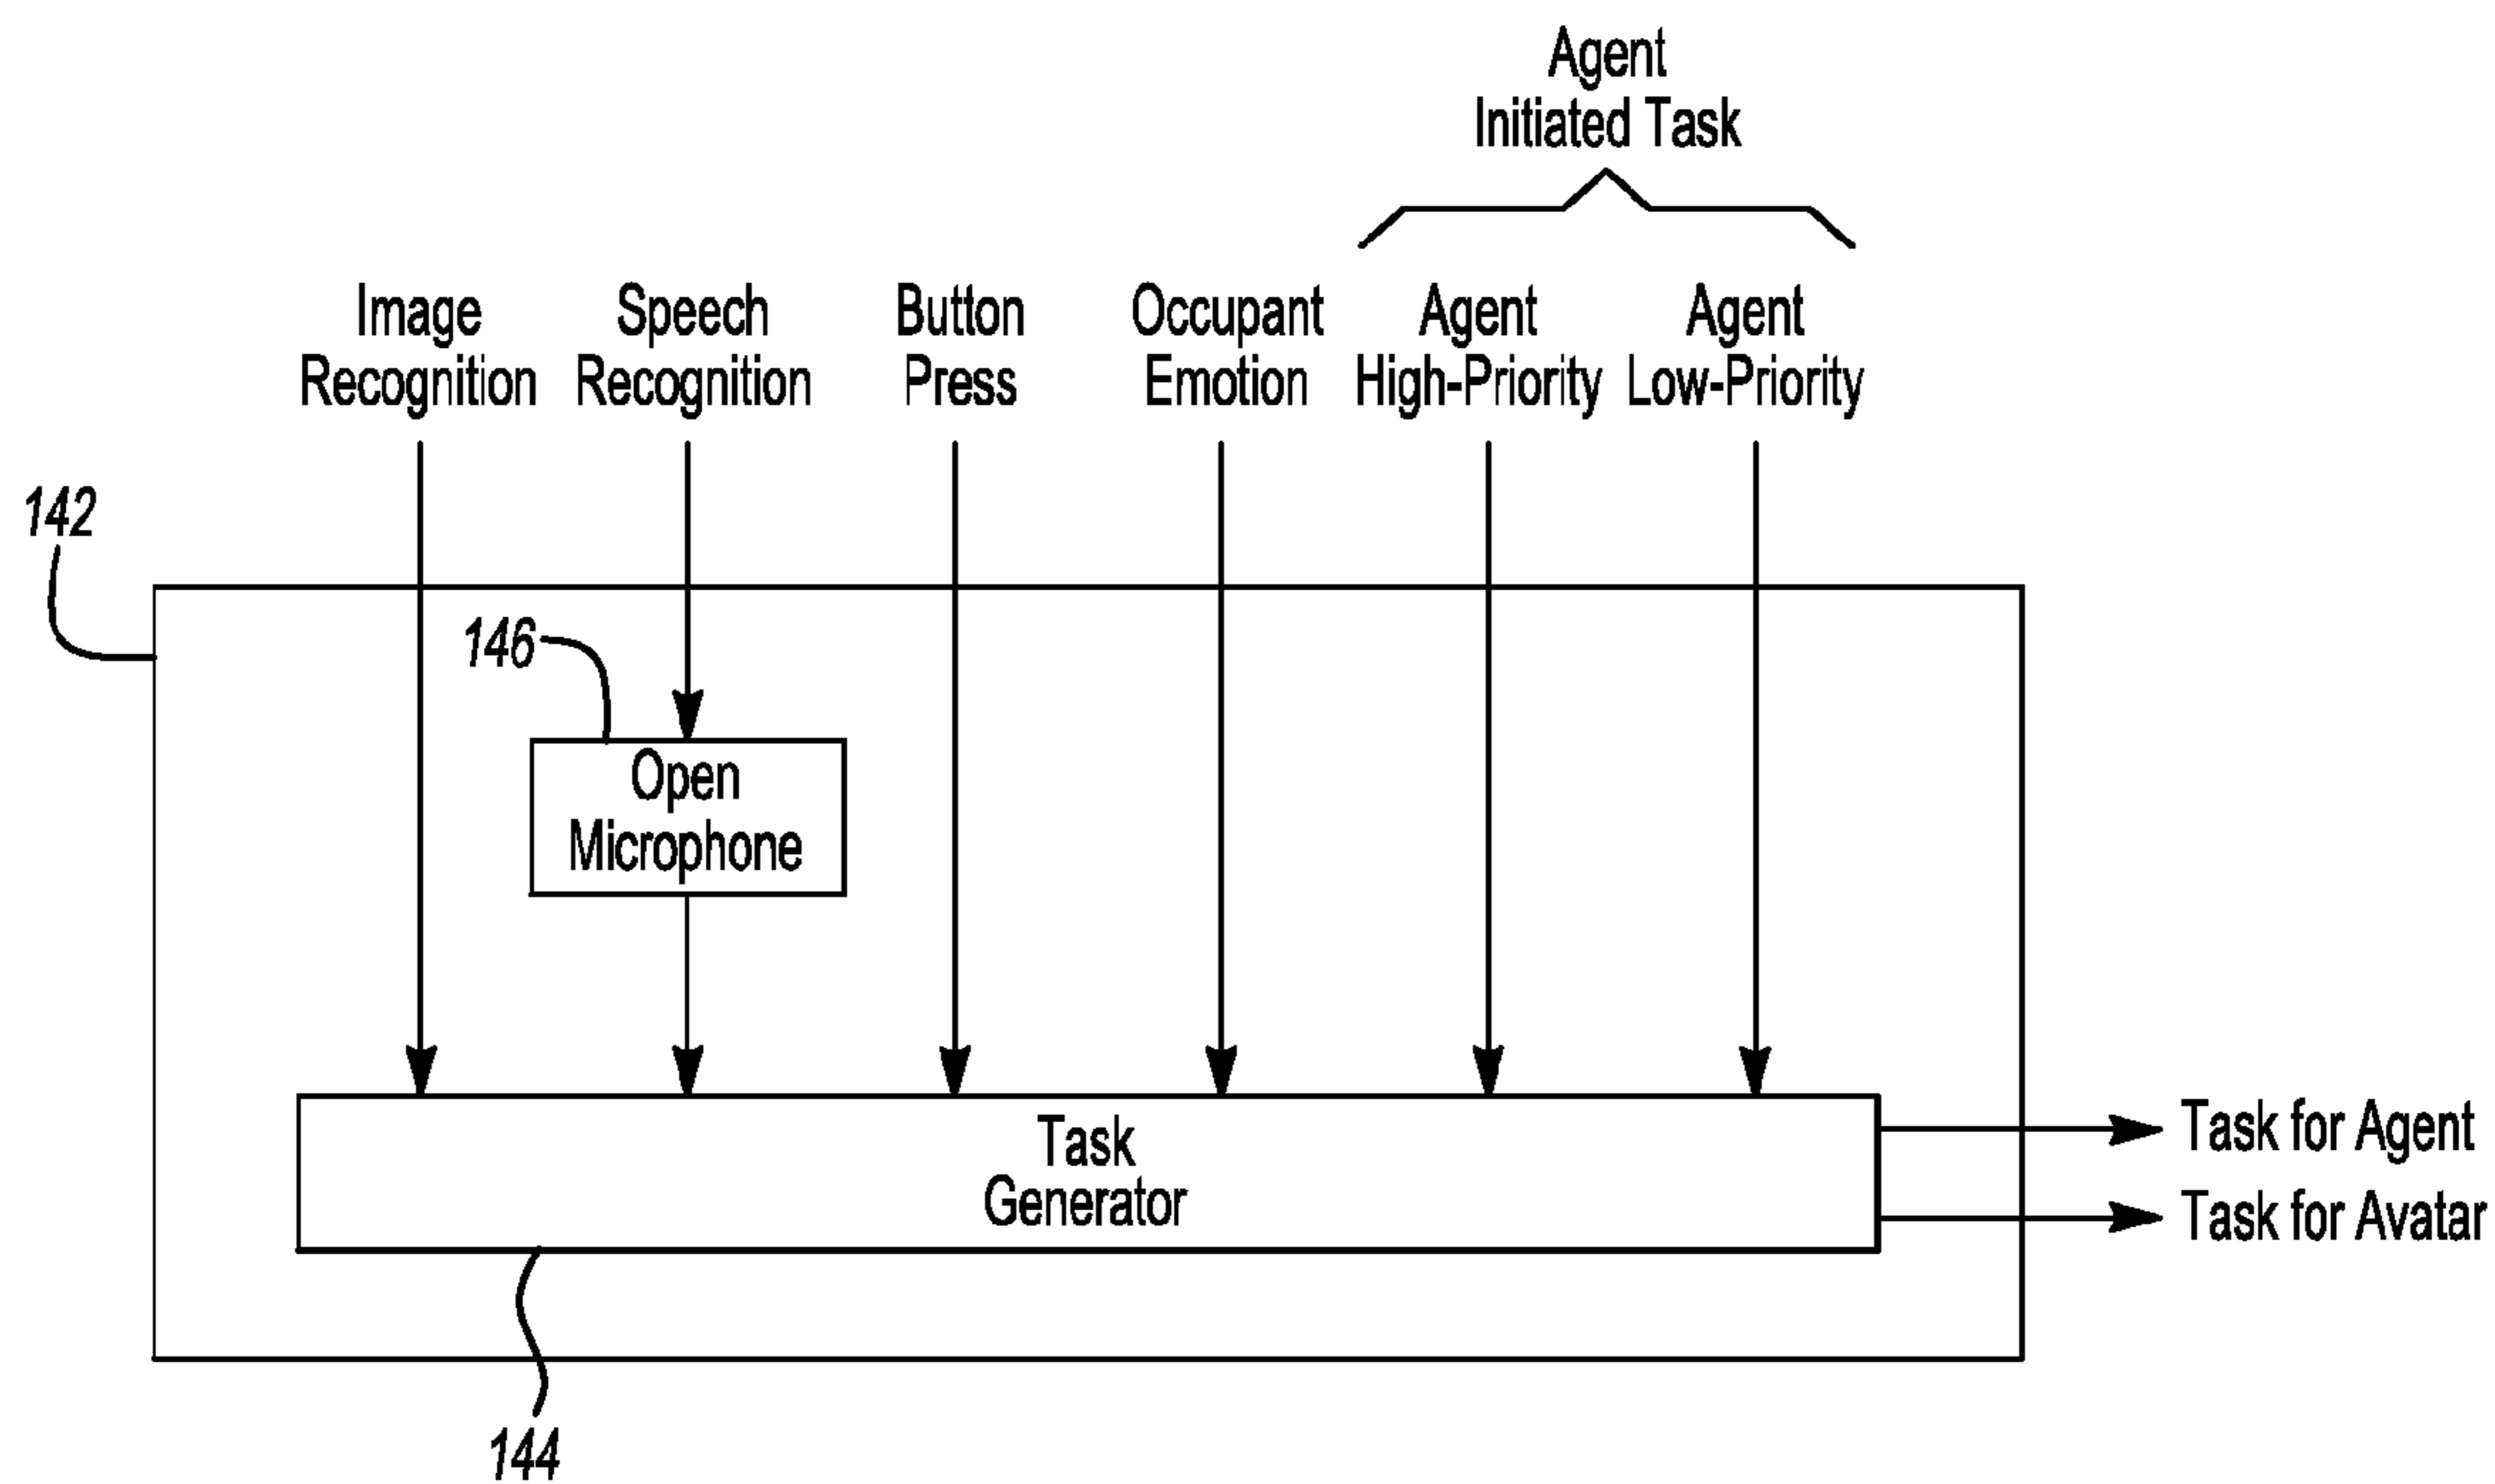 Agent
Initiated Task
Image
Recognition
Speech
Recognition
Button
Press
Occupant
Emotion
Agent
High-Priority
Agent
Low-Priority
142
146
Open
Microphone
Task
Generator
Task for Agent
Task for Avatar
144